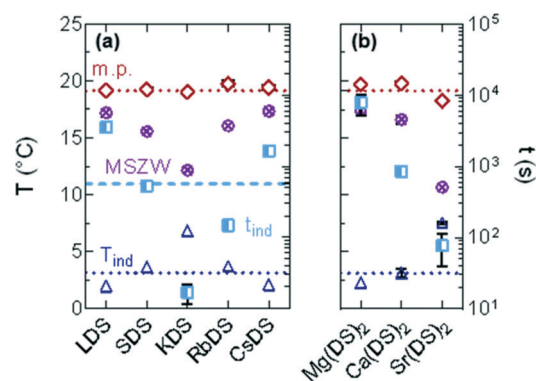 (a)
(b)
25
20
15
10
5
0
T (°C)
m.p.
MSZW
t_ind
T_ind
10⁵
10⁴
10³
10²
10¹
t (s)
LDS
SDS
KDS
RbDS
CsDS
Mg(DS)₂
Ca(DS)₂
Sr(DS)₂